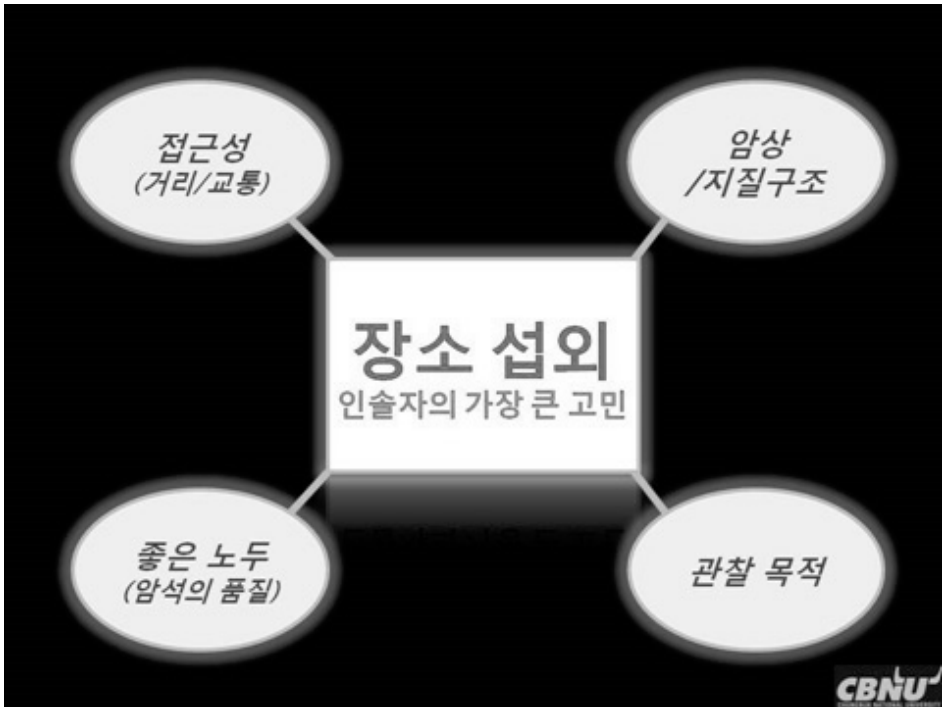 접근성
(거리/교통)
암상
/지질구조
장소 섭외
인솔자의 가장 큰 고민
좋은 노두
(암석의 품질)
관찰 목적
CBNU